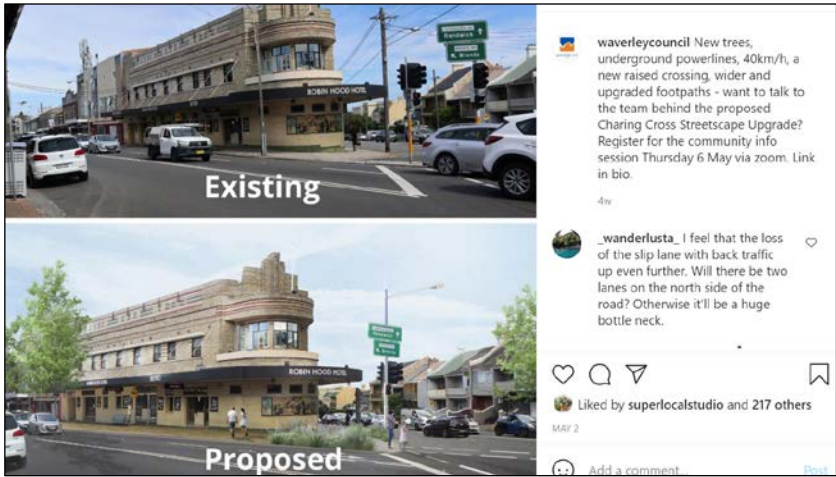 Randwick
Bronte
ROBIN HOOD HOTEL
Existing
ROBIN HOOD HOTEL
Proposed
waverleycouncil New trees,
underground powerlines, 40km/h, a
new raised crossing, wider and
upgraded footpaths - want to talk to
the team behind the proposed
Charing Cross Streetscape Upgrade?
Register for the community info
session Thursday 6 May via zoom. Link
in bio.
4w
_wanderlusta_ I feel that the loss
of the slip lane with back traffic
up even further. Will there be two
lanes on the north side of the
road? Otherwise it'll be a huge
bottle neck.
Liked by superlocalstudio and 217 others
MAY 2
Add a comment...
Post